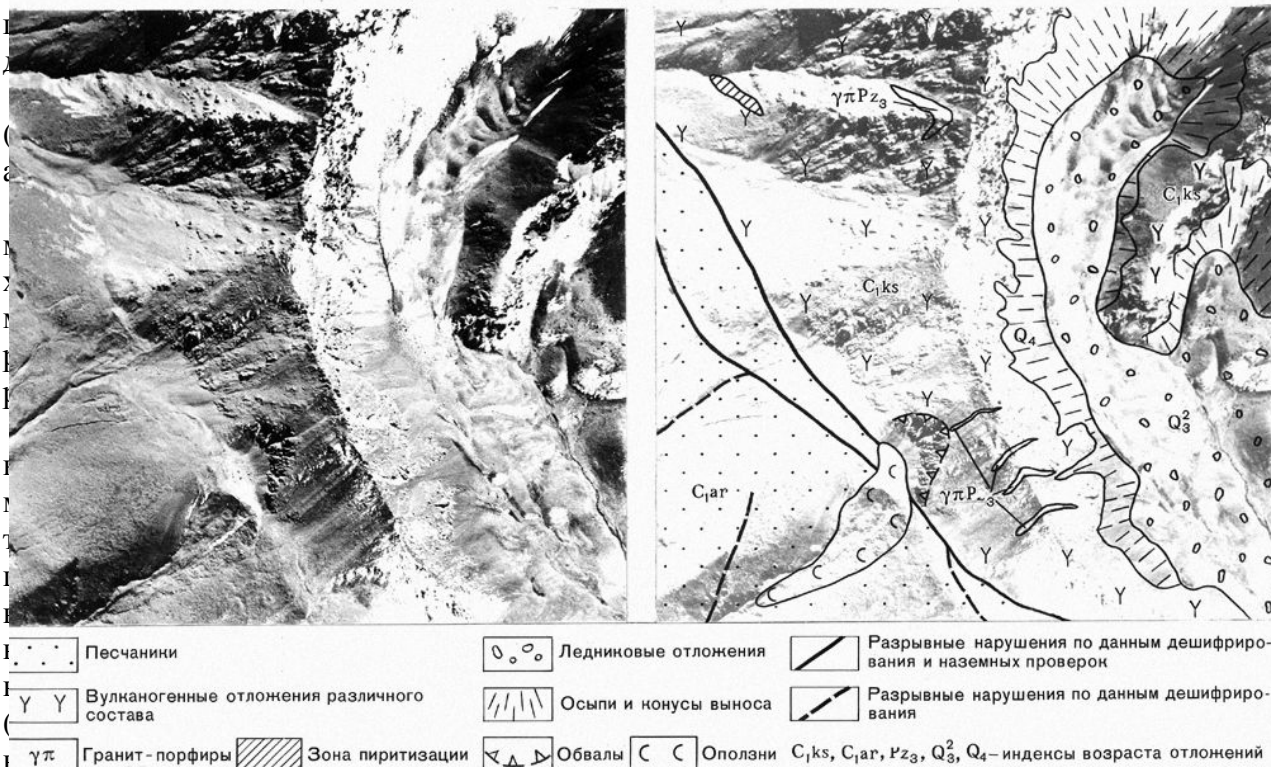 γπPz₃
C₁ks
C₁ks
Q₄
Q₃²
C₁ar
Песчаники
Ледниковые отложения
Разрывные нарушения по данным дешифриро-
вания и наземных проверок
Y Y Вулканогенные отложения различного
состава
Осыпи и конусы выноса
Разрывные нарушения по данным дешифриро-
вания
γπ Гранит-порфиры
Зона пиритизации
Обвалы
Оползни
C₁ks, C₁ar, Pz₃, Q₃², Q₄ – индексы возраста отложений